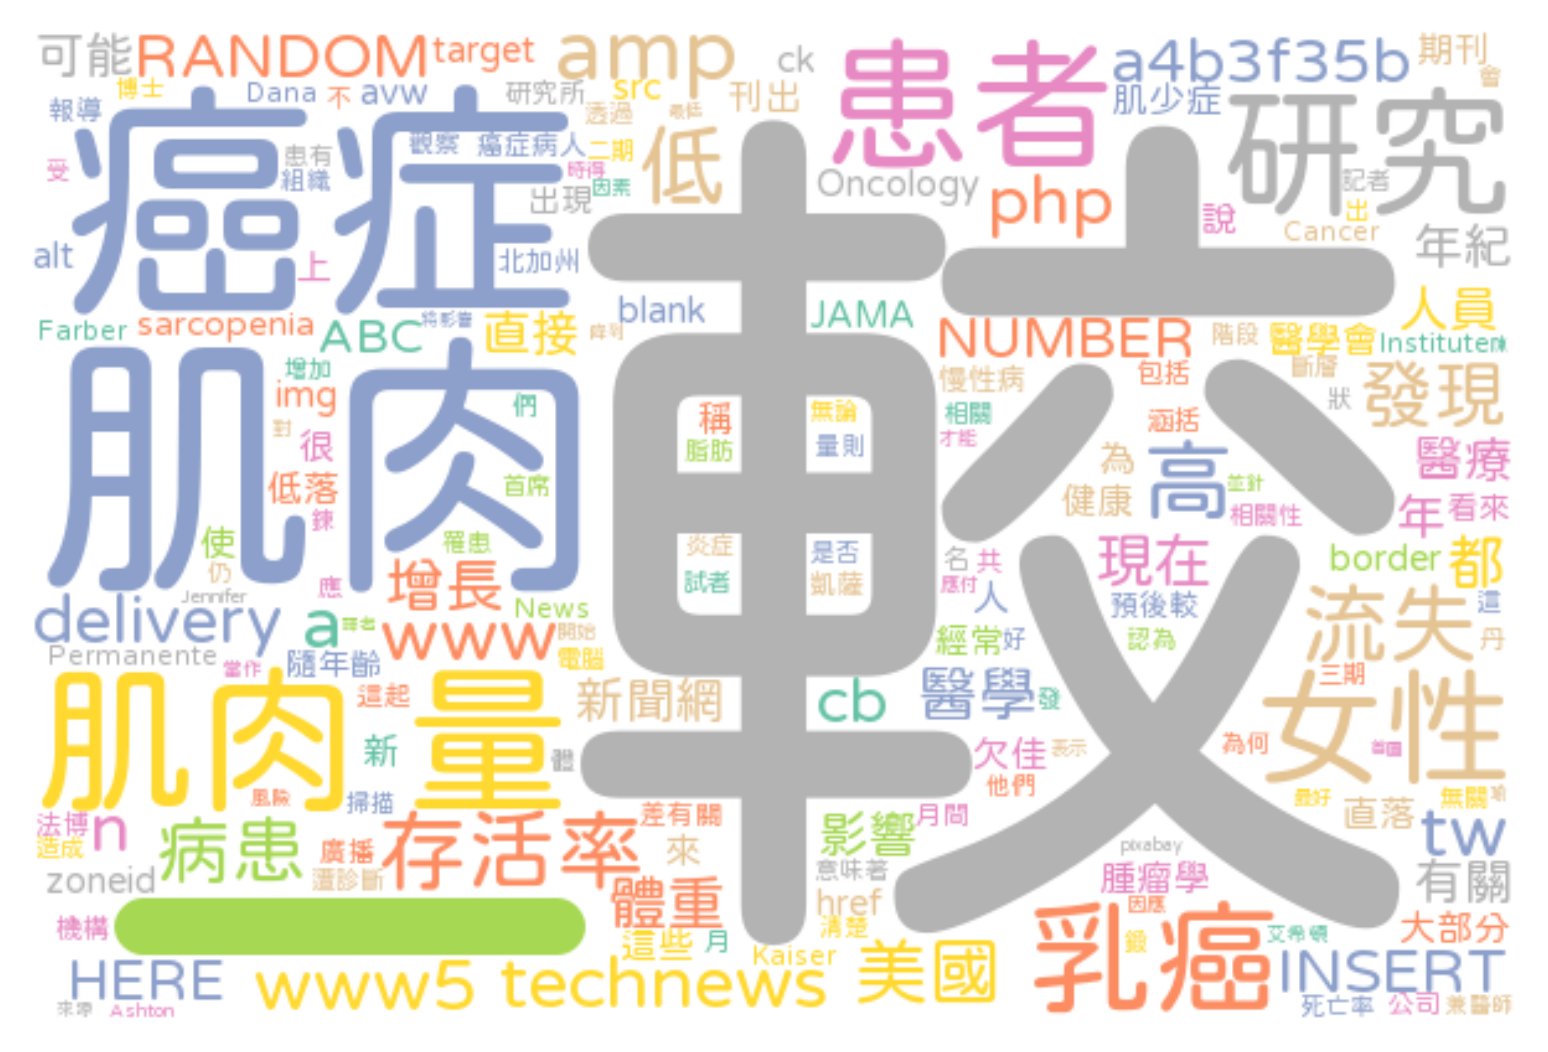 可能 RANDOM target amp ck 患者 a4b3f35b 期刊
博士 Dana 不 avw 研究所 src 刊出 肌少症 會
報導 透過 最低 研究
癌症 觀察 癌症病人 二期 低 較
受 患有 時得 Oncology 記者
組織 因素 出現 php 說 出
alt 上 北加州 Cancer 年紀
Farber sarcopenia ABC 將影響 直接 blank JAMA 人員
NUMBER 階段 醫學會 Institute
肌肉 增加 慢性病 包括 斷層 發現
img 們 稱 無論 相關 涵括 狀
對 很 脂肪 量則 才能 為 高 醫療
低落 首席 健康 並針 年 看來
鍊 相關性
使 罹患 炎症 是否 名 共 現在 border 都
仍 應 增長 試者 凱薩 應付
Jennifer 人 預後較 流失 這
delivery a News
www 開始 經常 好 認為 丹
Permanente 當作 隨年齡 電腦
肌肉量 這起 新聞網 cb 醫學 發 三期 女性
新 體 欠佳 表示 為何
風險 掃描 他們 最好 無關
法博 n 病患 存活率 差有關 影響 月間 直落 tw
造成 廣播 來 pixabay
zoneid 遭診斷 意味著 腫瘤學 有關
體重 href 因應
機構 一 清楚 乳癌 大部分
這些 月 鍛 艾希頓
HERE www5 technews Kaiser 美國 INSERT
來源 Ashton 死亡率 公司 兼醫師